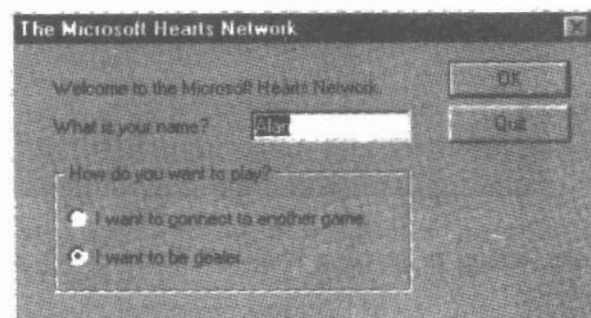 The Microsoft Hearts Network
Welcome to the Microsoft Hearts Network.
OK
What is your name? Alan
Quit
How do you want to play?
I want to connect to another game.
I want to be dealer.